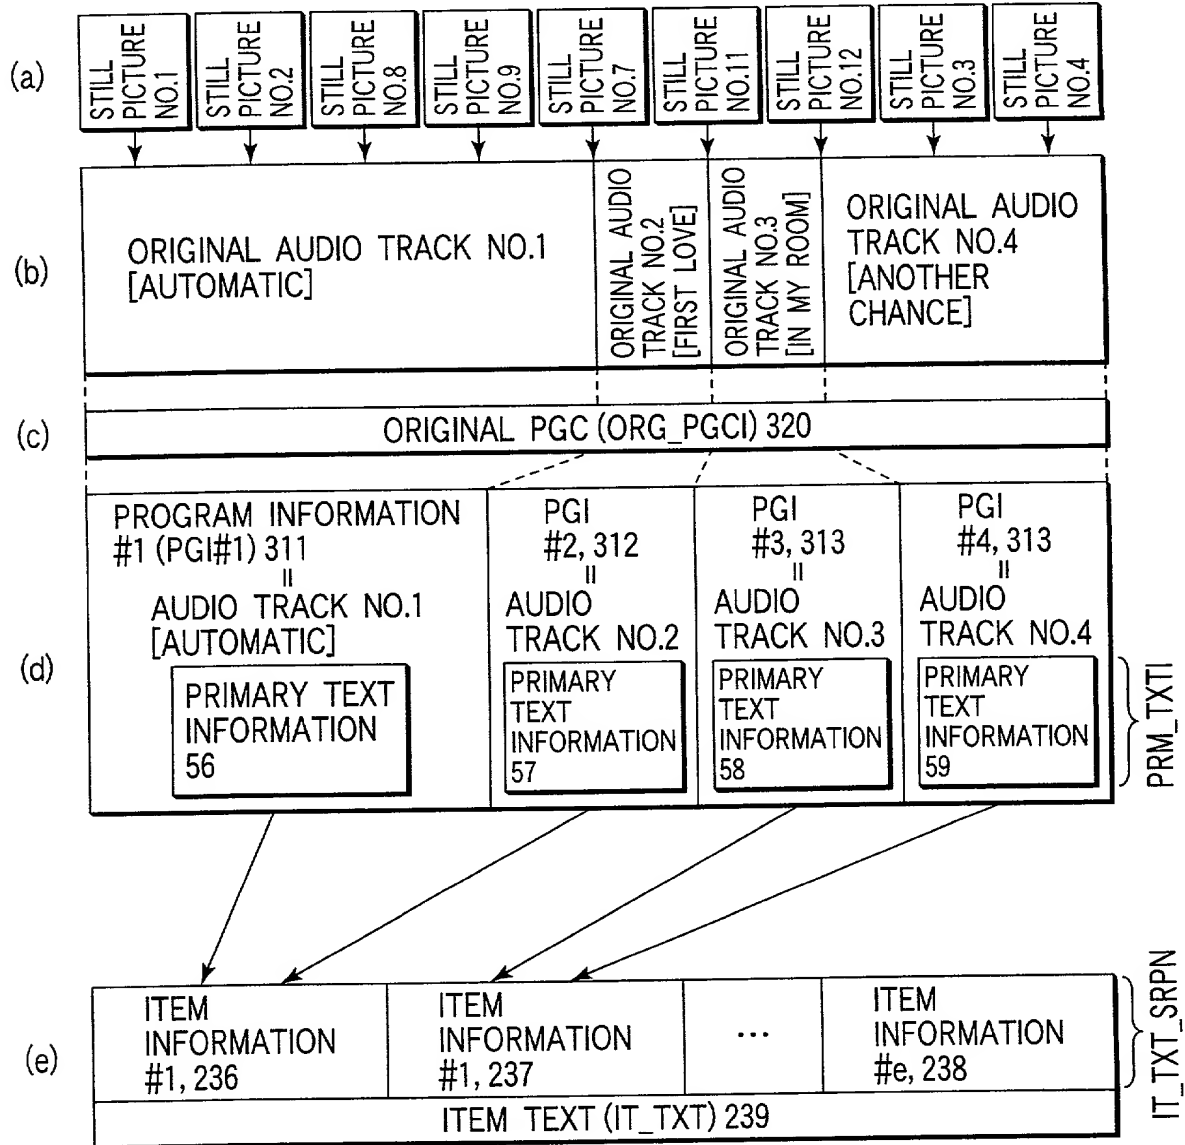 (a)
STILL
PICTURE
NO.1
STILL
PICTURE
NO.2
STILL
PICTURE
NO.8
STILL
PICTURE
NO.9
STILL
PICTURE
NO.7
STILL
PICTURE
NO.11
STILL
PICTURE
NO.12
STILL
PICTURE
NO.3
STILL
PICTURE
NO.4
(b)
ORIGINAL AUDIO TRACK NO.1
[AUTOMATIC]
ORIGINAL AUDIO
TRACK NO.2
[FIRST LOVE]
ORIGINAL AUDIO
TRACK NO.3
[IN MY ROOM]
ORIGINAL AUDIO
TRACK NO.4
[ANOTHER
CHANCE]
(c)
ORIGINAL PGC (ORG_PGCI) 320
(d)
PROGRAM INFORMATION
#1 (PGI#1) 311
=
AUDIO TRACK NO.1
[AUTOMATIC]
PRIMARY TEXT
INFORMATION
56
PGI
#2, 312
=
AUDIO
TRACK NO.2
PRIMARY
TEXT
INFORMATION
57
PGI
#3, 313
=
AUDIO
TRACK NO.3
PRIMARY
TEXT
INFORMATION
58
PGI
#4, 313
=
AUDIO
TRACK NO.4
PRIMARY
TEXT
INFORMATION
59
PRM_TXTI
(e)
ITEM
INFORMATION
#1, 236
ITEM
INFORMATION
#1, 237
...
ITEM
INFORMATION
#e, 238
IT_TXT_SRPN
ITEM TEXT (IT_TXT) 239